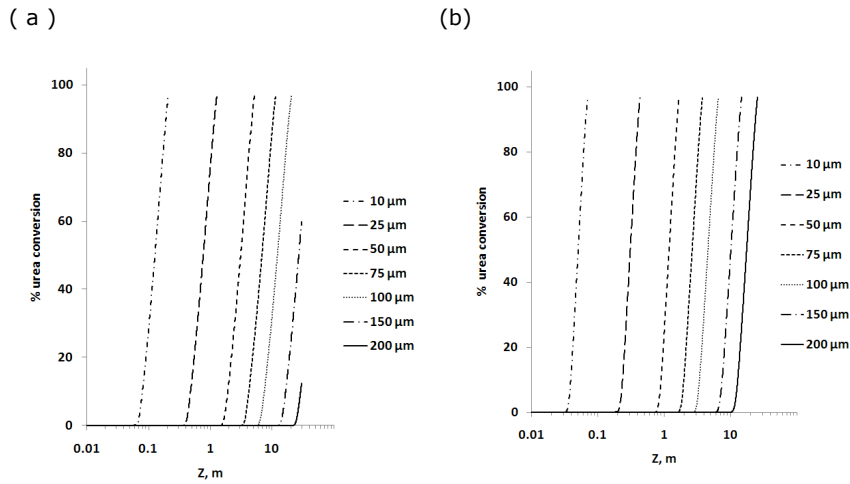 ( a )
(b)
% urea conversion
100
80
60
40
20
0
0.01
0.1
1
10
Z, m
10 µm
25 µm
50 µm
75 µm
100 µm
150 µm
200 µm
% urea conversion
100
80
60
40
20
0
0.01
0.1
1
10
Z, m
10 µm
25 µm
50 µm
75 µm
100 µm
150 µm
200 µm